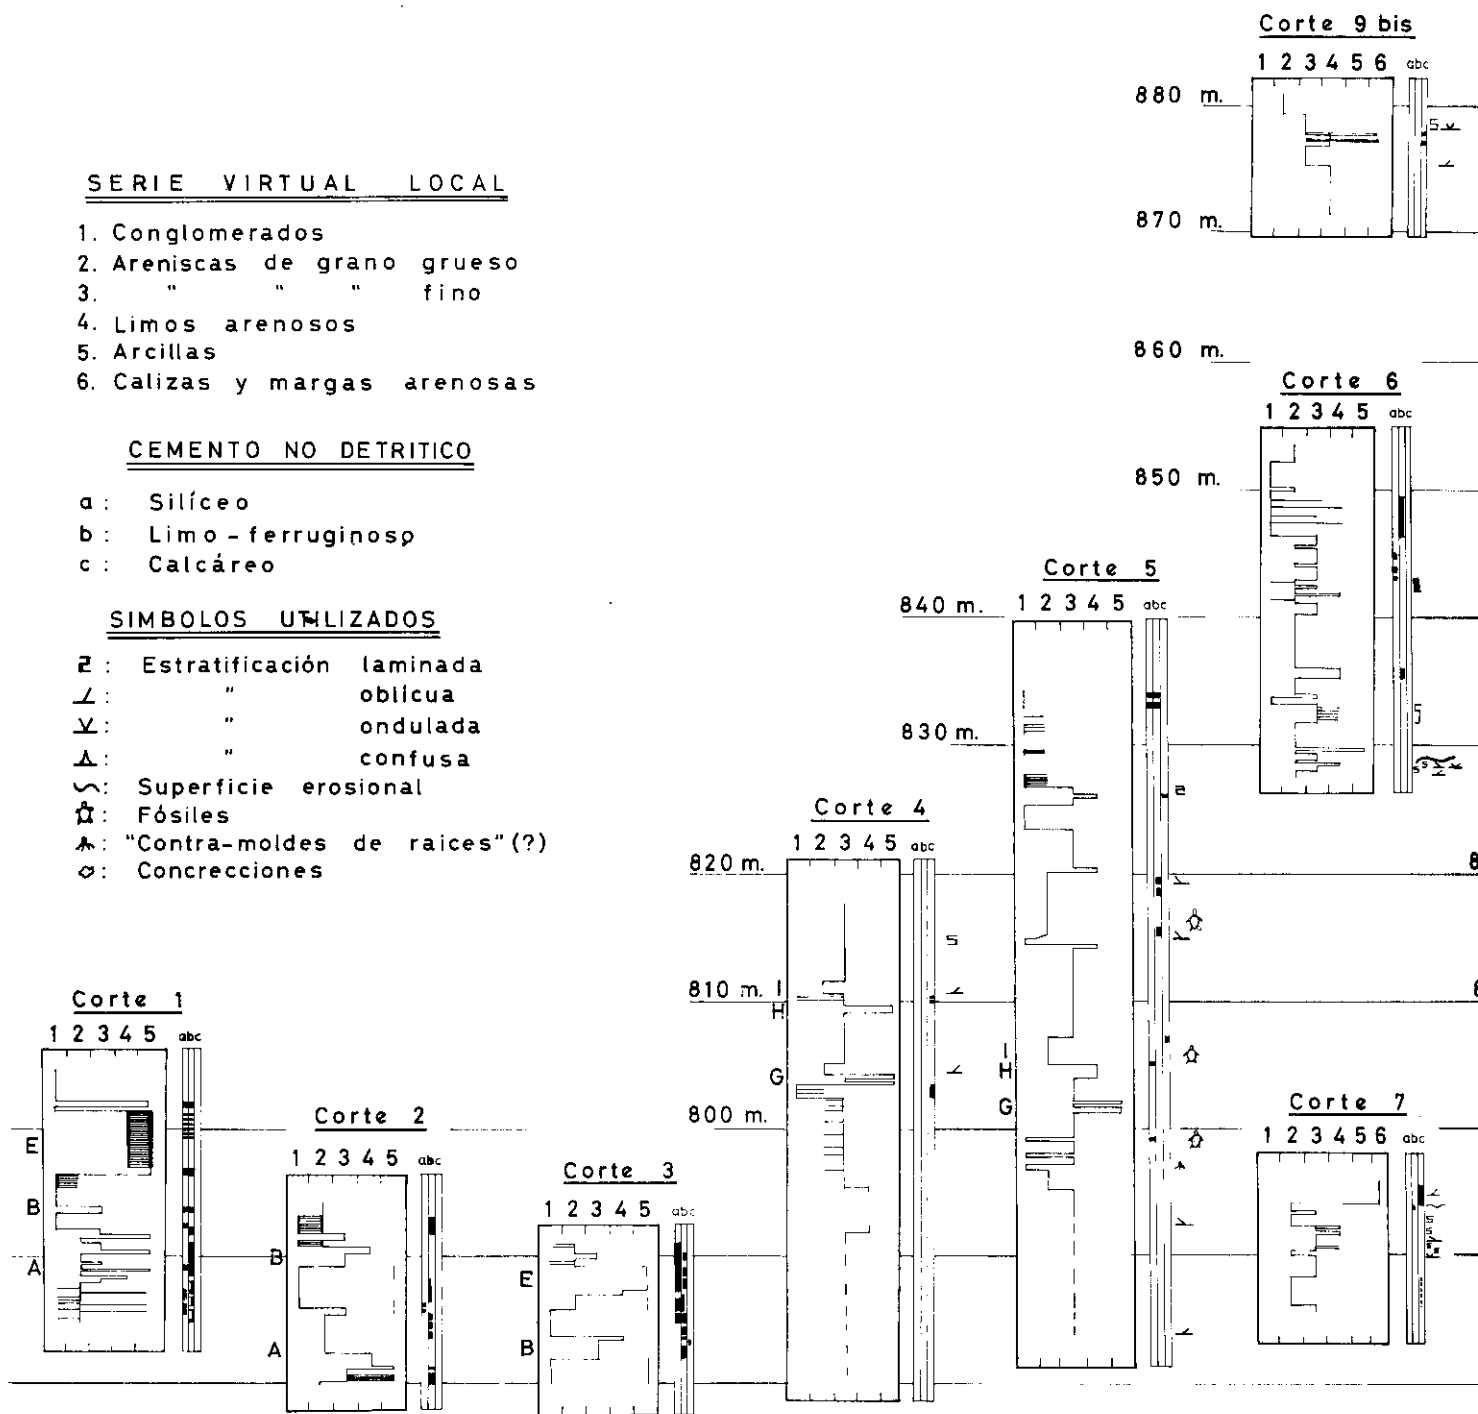 Corte 9 bis
1 2 3 4 5 6 abc
880 m.
870 m.
860 m.
SERIE VIRTUAL LOCAL
1. Conglomerados
2. Areniscas de grano grueso
3. " " " fino
4. Limos arenosos
5. Arcillas
6. Calizas y margas arenosas
CEMENTO NO DETRITICO
a : Silíceo
b : Limo-ferruginoso
c : Calcáreo
SIMBOLOS UTILIZADOS
: Estratificación laminada
: " oblícua
: " ondulada
: " confusa
: Superficie erosional
: Fósiles
: "Contra-moldes de raices" (?)
: Concrecciones
Corte 6
1 2 3 4 5 abc
850 m.
Corte 5
840 m.
1 2 3 4 5 abc
830 m.
I
H
G
Corte 4
1 2 3 4 5 abc
820 m.
810 m. I
H
G
800 m.
Corte 1
1 2 3 4 5 abc
E
B
A
Corte 2
1 2 3 4 5 abc
B
A
Corte 3
1 2 3 4 5 abc
E
B
Corte 7
1 2 3 4 5 6 abc
8
8